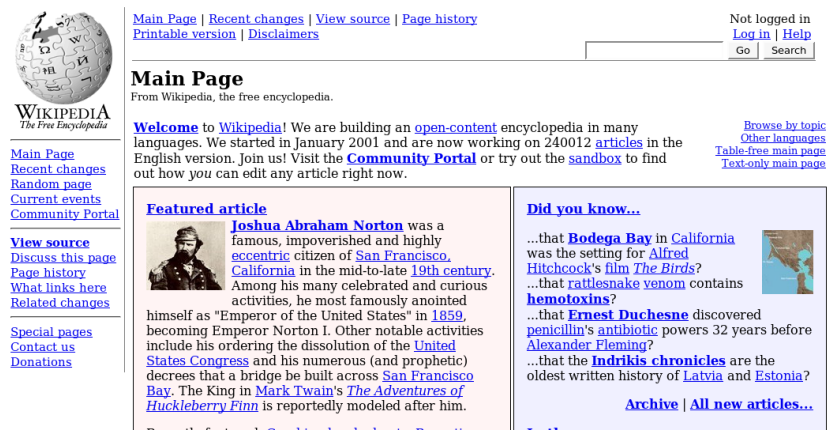 WIKIPEDIA
The Free Encyclopedia
Main Page
Recent changes
Random page
Current events
Community Portal
View source
Discuss this page
Page history
What links here
Related changes
Special pages
Contact us
Donations
Main Page | Recent changes | View source | Page history
Printable version | Disclaimers
Not logged in
Log in | Help
Go Search
Main Page
From Wikipedia, the free encyclopedia.
Welcome to Wikipedia! We are building an open-content encyclopedia in many
languages. We started in January 2001 and are now working on 240012 articles in the
English version. Join us! Visit the Community Portal or try out the sandbox to find
out how you can edit any article right now.
Browse by topic
Other languages
Table-free main page
Text-only main page
Featured article
Joshua Abraham Norton was a
famous, impoverished and highly
eccentric citizen of San Francisco,
California in the mid-to-late 19th century.
Among his many celebrated and curious
activities, he most famously anointed
himself as "Emperor of the United States" in 1859,
becoming Emperor Norton I. Other notable activities
include his ordering the dissolution of the United
States Congress and his numerous (and prophetic)
decrees that a bridge be built across San Francisco
Bay. The King in Mark Twain's The Adventures of
Huckleberry Finn is reportedly modeled after him.
Did you know...
...that Bodega Bay in California
was the setting for Alfred
Hitchcock's film The Birds?
...that rattlesnake venom contains
hemotoxins?
...that Ernest Duchesne discovered
penicillin's antibiotic powers 32 years before
Alexander Fleming?
...that the Indrikis chronicles are the
oldest written history of Latvia and Estonia?
Archive | All new articles...